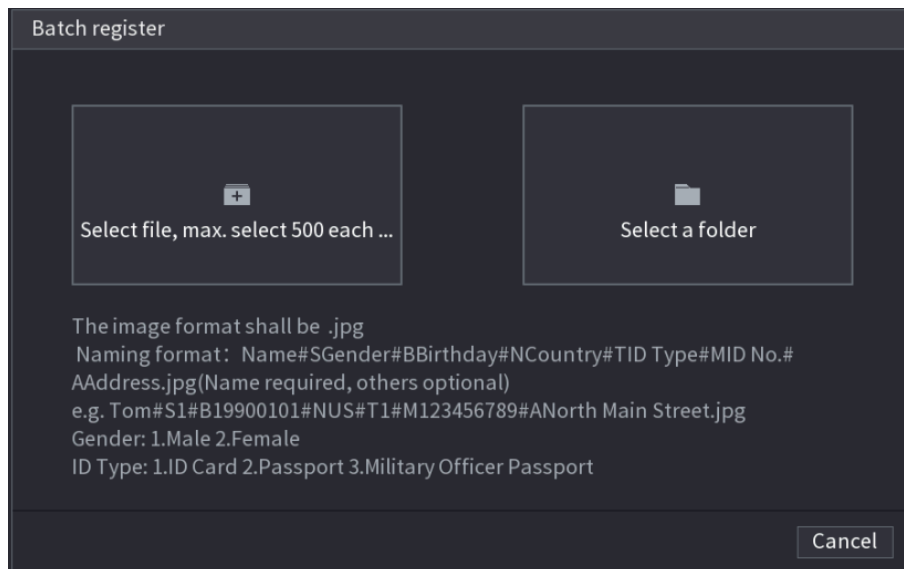 Batch register
Select file, max. select 500 each ...
Select a folder
The image format shall be .jpg
Naming format：Name#SGender#BBirthday#NCountry#TID Type#MID No.#
AAddress.jpg(Name required, others optional)
e.g. Tom#S1#B19900101#NUS#T1#M123456789#ANorth Main Street.jpg
Gender: 1.Male 2.Female
ID Type: 1.ID Card 2.Passport 3.Military Officer Passport
Cancel